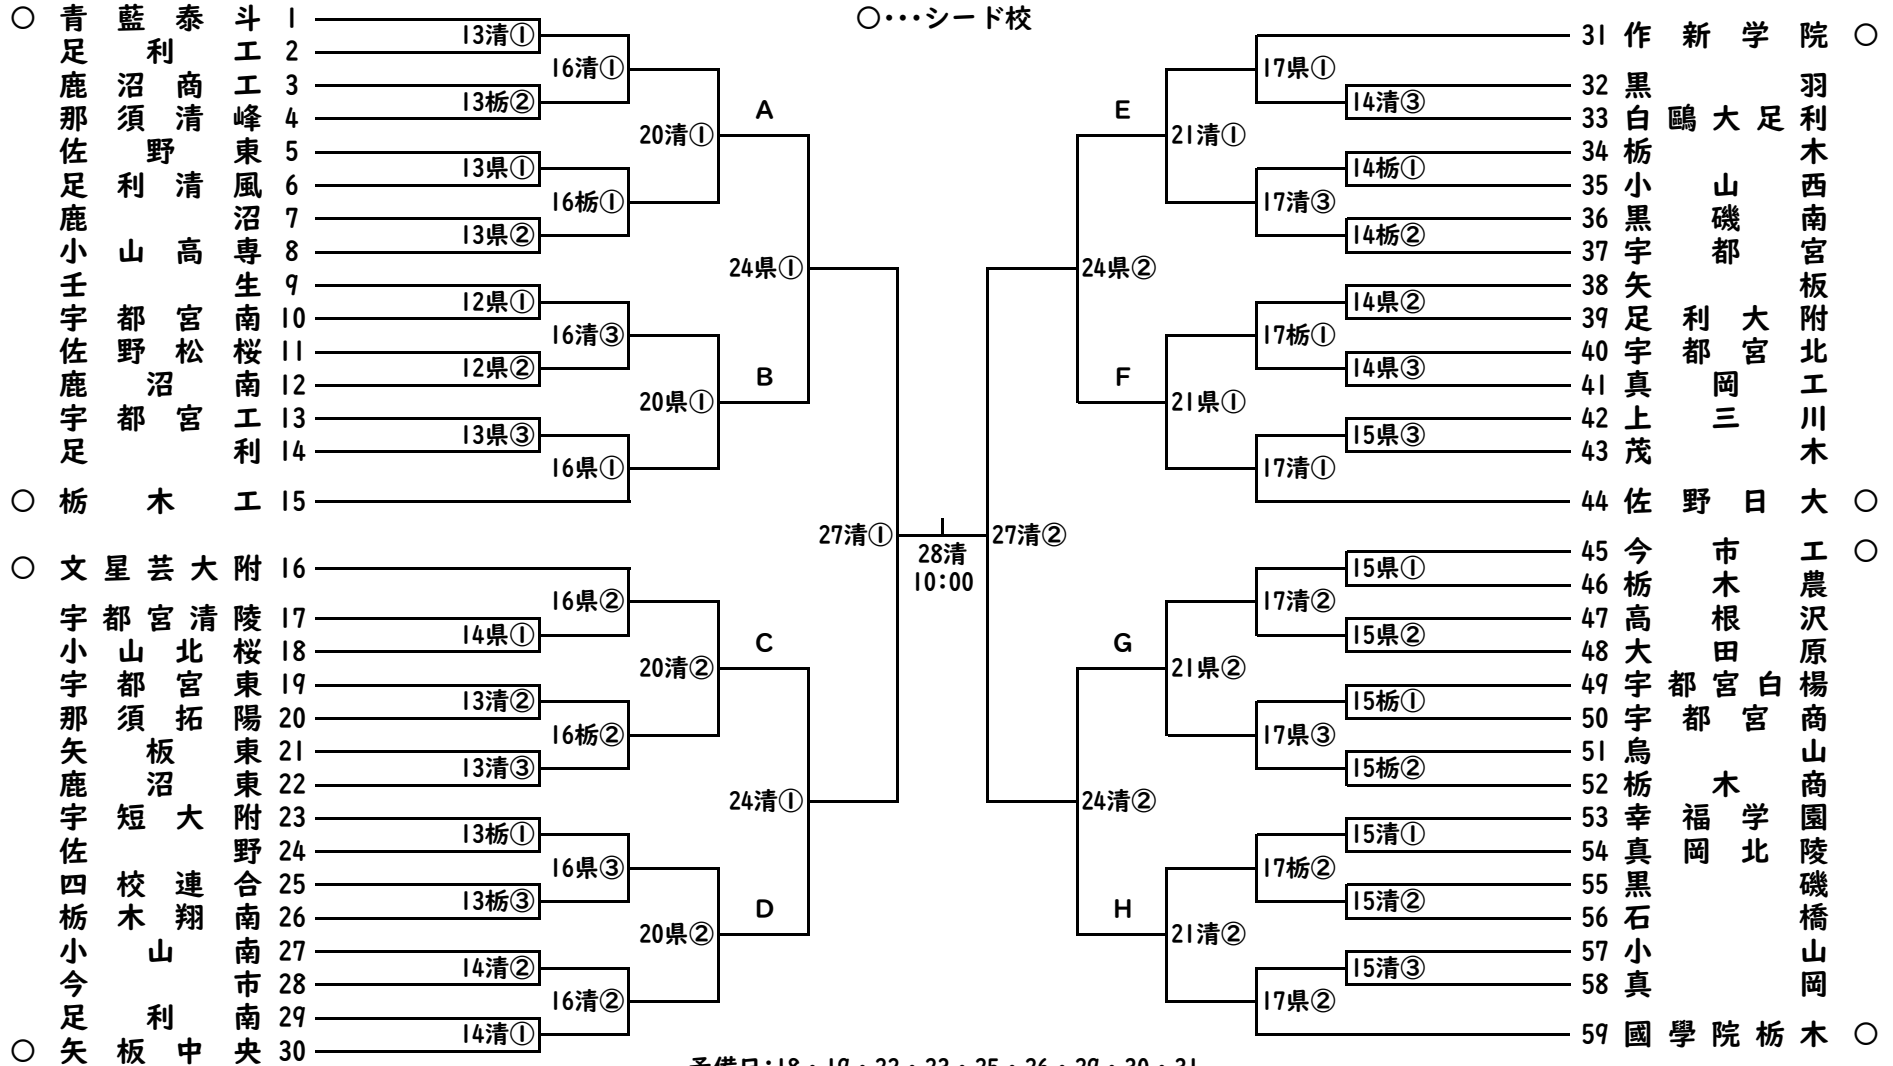 ○…シード校
○ 青藍泰斗 1
足利工 2
鹿沼商工 3
那須清峰 4
佐野東 5
足利清風 6
鹿沼 7
小山高専 8
壬生 9
宇都宮南 10
佐野松桜 11
鹿沼南 12
宇都宮工 13
足利 14
○ 栃木工 15
○ 文星芸大附 16
宇都宮清陵 17
小山北桜 18
宇都宮東 19
那須拓陽 20
矢板東 21
鹿沼東 22
宇短大附 23
佐野 24
四校連合 25
栃木翔南 26
小山南 27
今市 28
足利南 29
○ 矢板中央 30
13清①
13栃②
13県①
13県②
12県①
12県②
13県③
14県①
13清②
13清③
13栃①
13栃③
14清②
14清①
16清①
16栃①
16清③
16県①
16県②
16栃②
16県③
16清②
20清①
20県①
20清②
20県②
A
B
C
D
24県①
24清①
27清①
28清
10:00
27清②
24県②
24清②
E
F
G
H
21清①
21県①
21県②
21清②
17県①
17清③
17栃①
17清①
17清②
17県③
17栃②
17県②
14清③
14栃①
14栃②
14県②
14県③
15県③
15県①
15県②
15栃①
15栃②
15清①
15清②
15清③
31 作新学院 ○
32 黒羽
33 白鷗大足利
34 栃木
35 小山西
36 黒磯南
37 宇都宮
38 矢板
39 足利大附
40 宇都宮北
41 真岡工
42 上三川
43 茂木
44 佐野日大 ○
45 今市工 ○
46 栃木農
47 高根沢
48 大田原
49 宇都宮白楊
50 宇都宮商
51 烏山
52 栃木商
53 幸福学園
54 真岡北陵
55 黒磯
56 石橋
57 小山
58 真岡
59 國學院栃木 ○
予備日：18・19・22・23・25・26・29・30・31